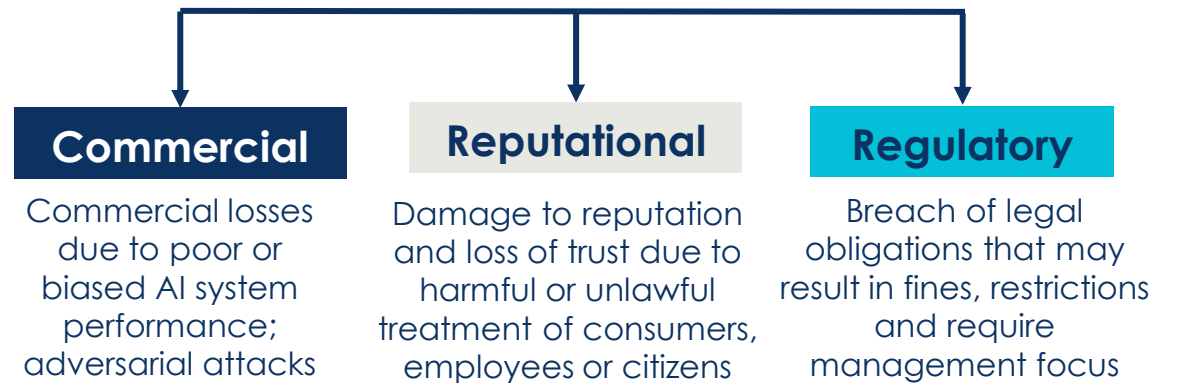 Commercial
Commercial losses
due to poor or
biased AI system
performance;
adversarial attacks
Reputational
Damage to reputation
and loss of trust due to
harmful or unlawful
treatment of consumers,
employees or citizens
Regulatory
Breach of legal
obligations that may
result in fines, restrictions
and require
management focus